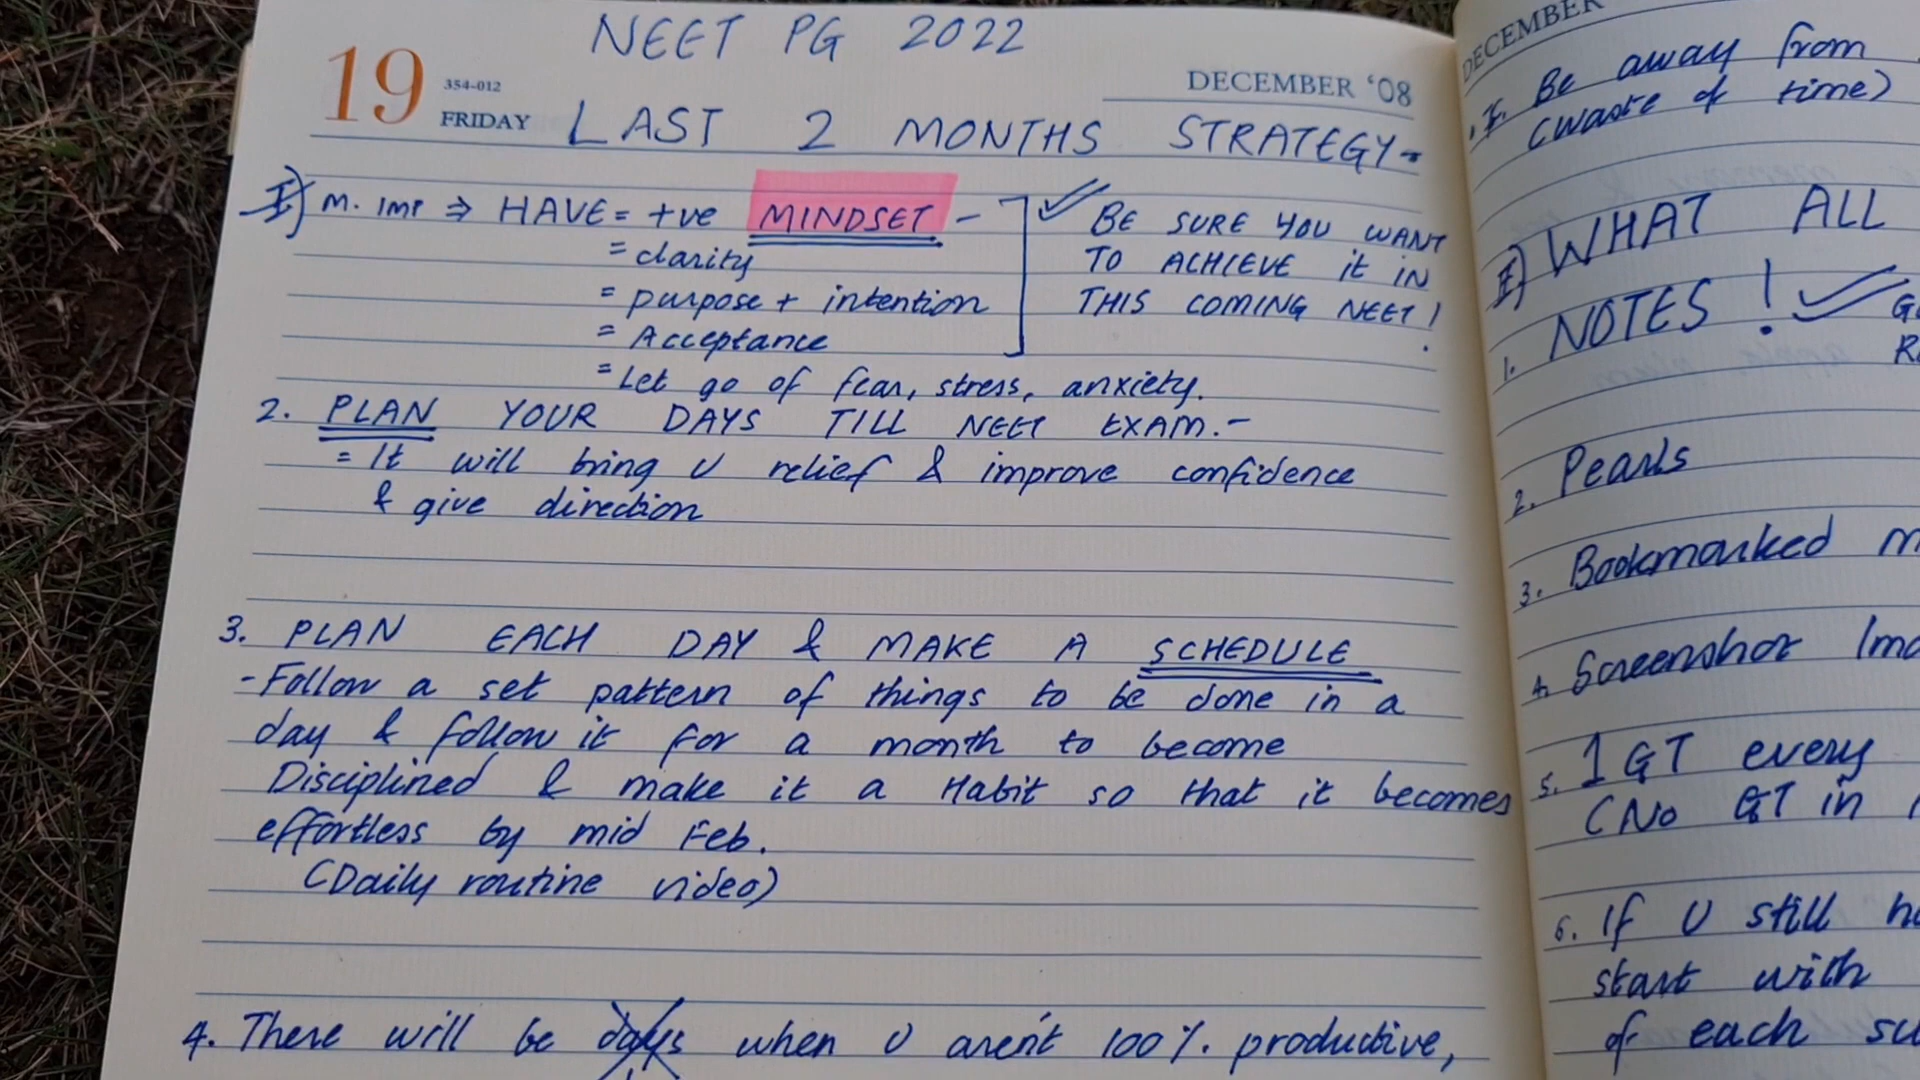 NEET PG 2022
19
354-012
FRIDAY
DECEMBER '08
LAST 2 MONTHS STRATEGY-
I) M. IMP ⇒ HAVE = +ve MINDSET -
= clarity
= purpose + intention
= Acceptance
= Let go of fear, stress, anxiety.
✓ BE SURE YOU WANT
TO ACHIEVE it IN
THIS COMING NEET!
2. PLAN YOUR DAYS TILL NEET EXAM.-
= It will bring U relief & improve confidence
& give direction
3. PLAN EACH DAY & MAKE A SCHEDULE
-Follow a set pattern of things to be done in a
day & follow it for a month to become
Disciplined & make it a Habit so that it becomes
effortless by mid Feb.
(Daily routine video)
4. There will be days when U aren't 100%. productive,
DECEMBER
Be away from
(waste of time)
II) WHAT ALL
1. NOTES! ✓
2. Pearls
3. Bookmarked
4. Screenshot
5. 1 GT every
(No GT in
6. If U still
start with
of each